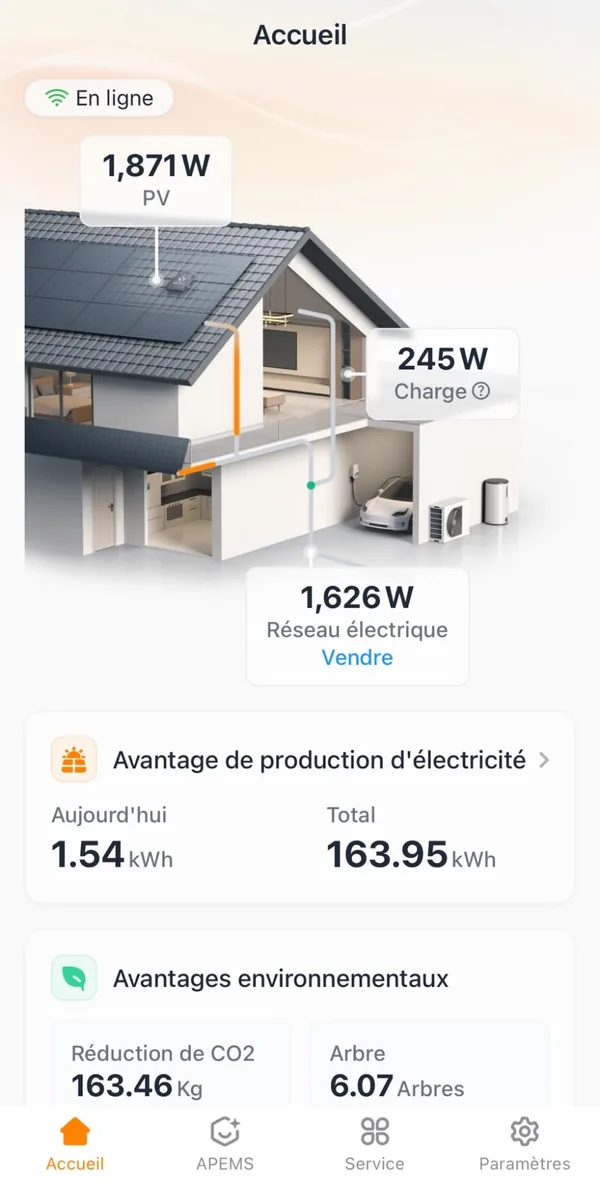 Accueil
En ligne
1,871 W
PV
245 W
Charge ?
1,626 W
Réseau électrique
Vendre
Avantage de production d'électricité
Aujourd'hui
Total
1.54 kWh
163.95 kWh
Avantages environnementaux
Réduction de CO2
Arbre
163.46 Kg
6.07 Arbres
Accueil
APEMS
Service
Paramètres